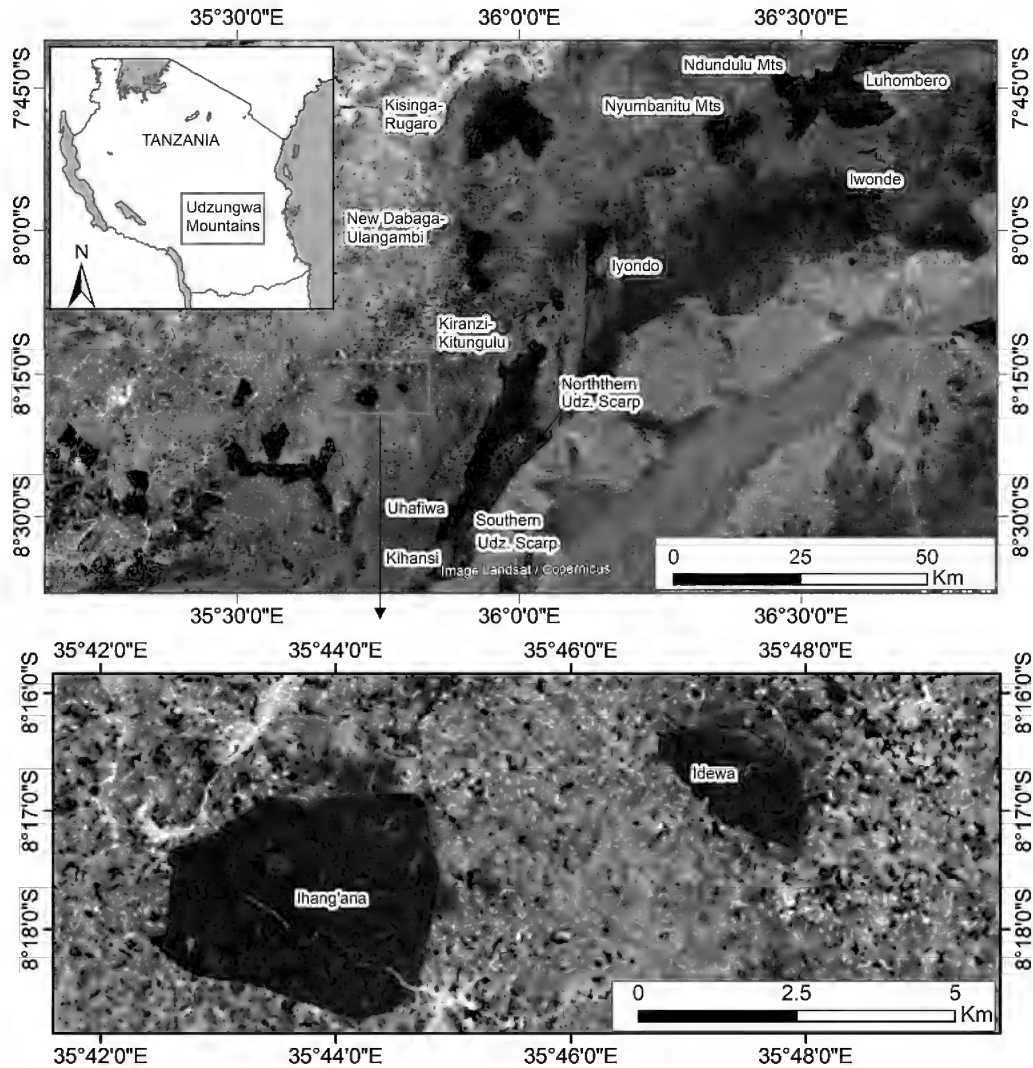 35°30'0"E 36°0'0"E 36°30'0"E
7°45'0"S
8°0'0"S
8°15'0"S
8°30'0"S
TANZANIA
Udzungwa
Mountains
N
Ndundulu Mts
Luhombero
Kisinga-
Rugaro
Nyumbanitu Mts
Iwonde
New Dabaga-
Ulangambi
Iyondo
Kiranzi-
Kitungulu
Norththern
Udz. Scarp
Uhafiwa
Southern
Udz. Scarp
Kihansi
Image Landsat / Copernicus
0 25 50
Km
7°45'0"S
8°0'0"S
8°15'0"S
8°30'0"S
35°30'0"E 36°0'0"E 36°30'0"E
35°42'0"E 35°44'0"E 35°46'0"E 35°48'0"E
8°16'0"S
8°17'0"S
8°18'0"S
Idewa
Ihang'ana
0 2.5 5
Km
8°16'0"S
8°17'0"S
8°18'0"S
35°42'0"E 35°44'0"E 35°46'0"E 35°48'0"E